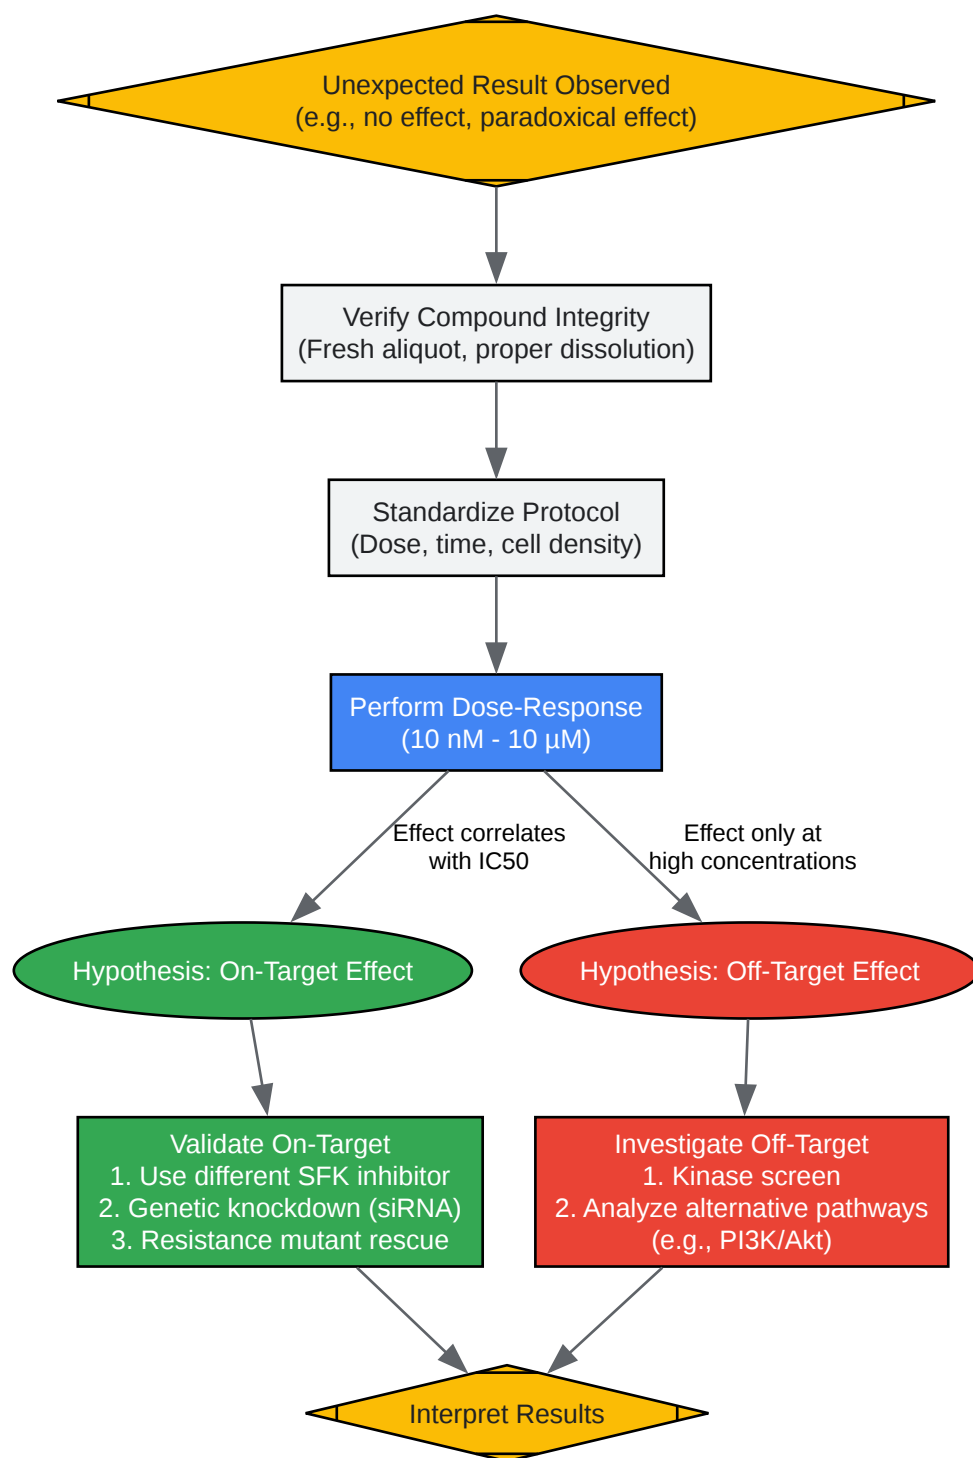 Unexpected Result Observed
(e.g., no effect, paradoxical effect)
Verify Compound Integrity
(Fresh aliquot, proper dissolution)
Standardize Protocol
(Dose, time, cell density)
Perform Dose-Response
(10 nM - 10 µM)
Effect correlates
with IC50
Effect only at
high concentrations
Hypothesis: On-Target Effect
Hypothesis: Off-Target Effect
Validate On-Target
1. Use different SFK inhibitor
2. Genetic knockdown (siRNA)
3. Resistance mutant rescue
Investigate Off-Target
1. Kinase screen
2. Analyze alternative pathways
(e.g., PI3K/Akt)
Interpret Results